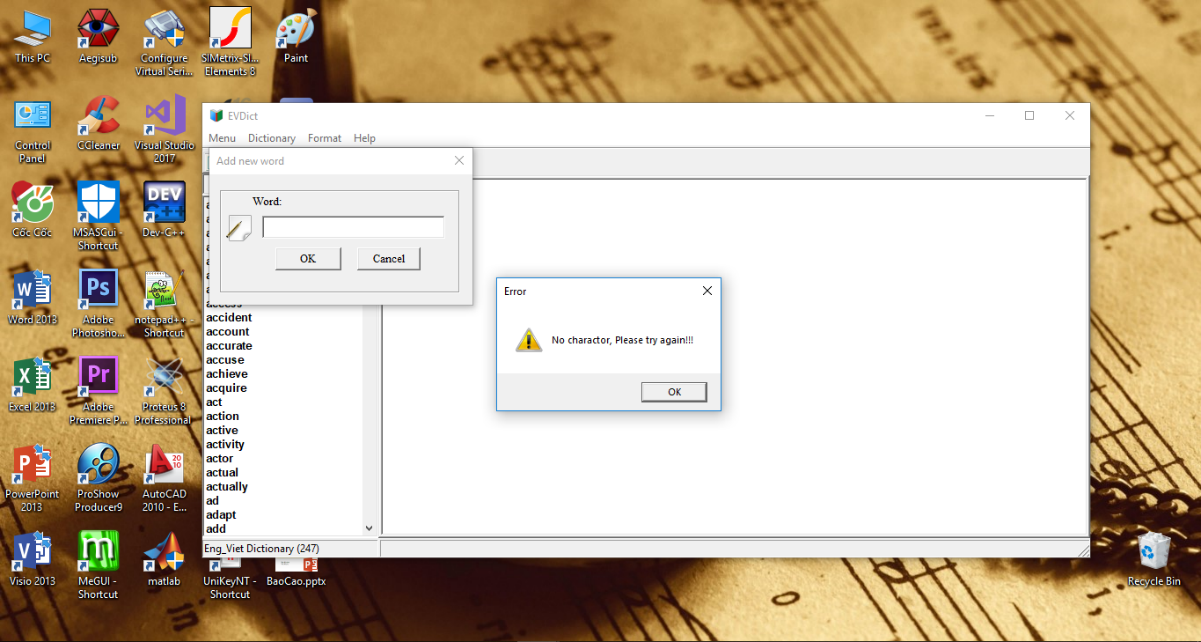 This PC
Aegisub
Configure
Virtual Seri...
SIMetrix-SI...
Elements 8
Paint
Control
Panel
CCleaner
Visual Studio
2017
Cốc Cốc
MSASCui -
Shortcut
DEV
C++
Dev-C++
Word 2013
Ps
Adobe
Photosho...
notepad++ -
Shortcut
Excel 2013
Pr
Adobe
Premiere P...
Proteus 8
Professional
PowerPoint
2013
ProShow
Producer9
2010
AutoCAD
2010 - E...
Visio 2013
MeGUI -
Shortcut
matlab
UniKeyNT -
Shortcut
BaoCao.pptx
Recycle Bin
EVDict
Menu Dictionary Format Help
Add new word
Word:
OK Cancel
access
accident
account
accurate
accuse
achieve
acquire
act
action
active
activity
actor
actual
actually
ad
adapt
add
Eng_Viet Dictionary (247)
Error
No charactor, Please try again!!!
OK